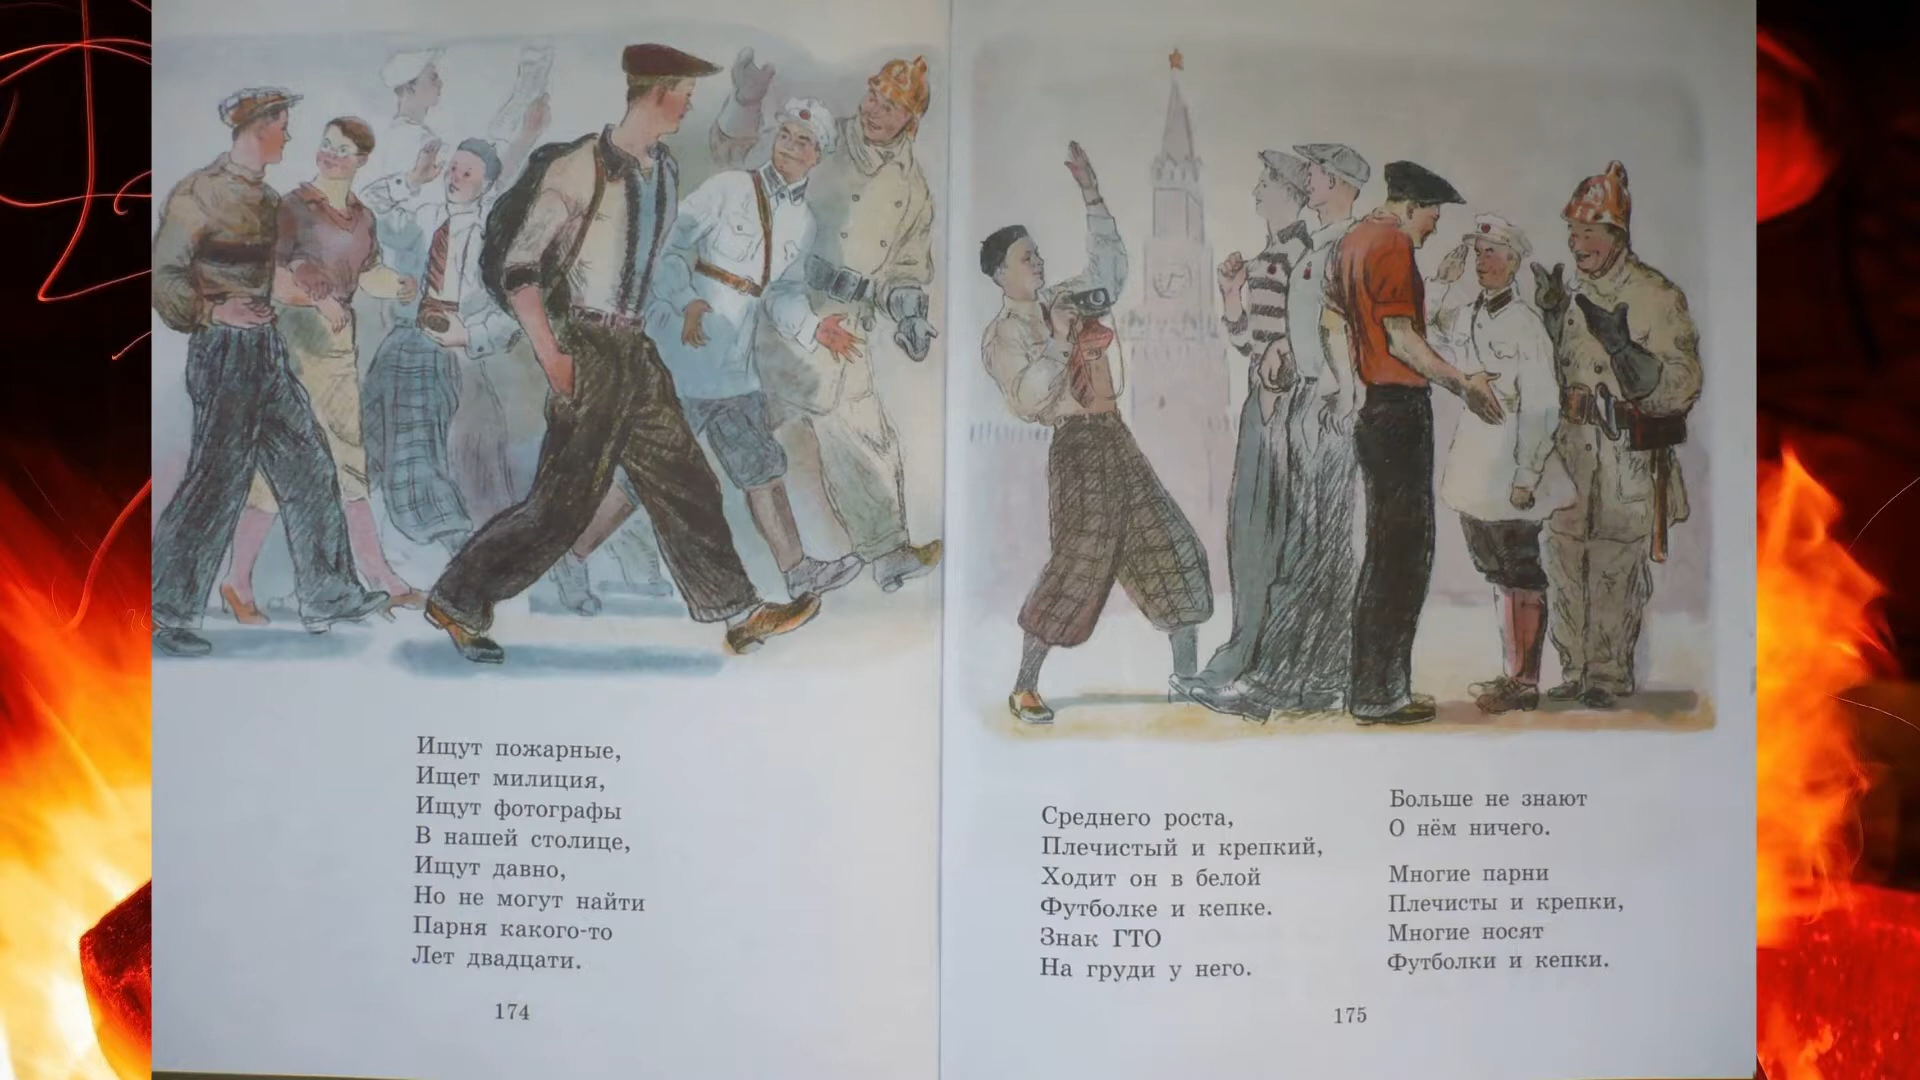 Ищут пожарные,
Ищет милиция,
Ищут фотографы
В нашей столице,
Ищут давно,
Но не могут найти
Парня какого-то
Лет двадцати.
174
Среднего роста,
Плечистый и крепкий,
Ходит он в белой
Футболке и кепке.
Знак ГТО
На груди у него.
Больше не знают
О нём ничего.
Многие парни
Плечисты и крепки,
Многие носят
Футболки и кепки.
175